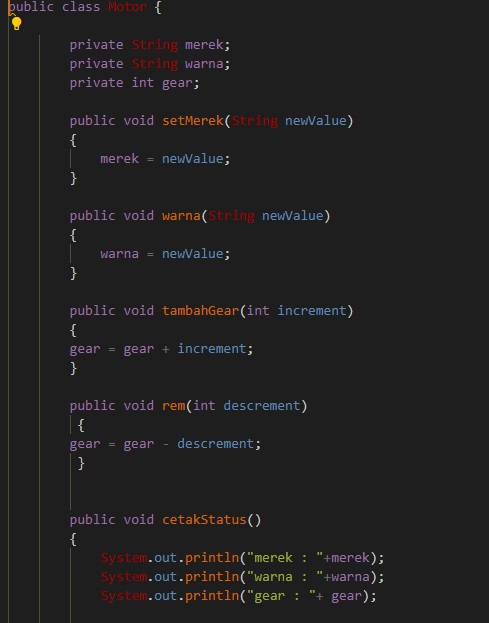 public class Motor {
private String merek;
private String warna;
private int gear;
public void setMerek(String newValue)
{
merek = newValue;
}
public void warna(String newValue)
{
warna = newValue;
}
public void tambahGear(int increment)
{
gear = gear + increment;
}
public void rem(int descrement)
{
gear = gear - descrement;
}
public void cetakStatus()
{
System.out.println("merek : "+merek);
System.out.println("warna : "+warna);
System.out.println("gear : "+ gear);